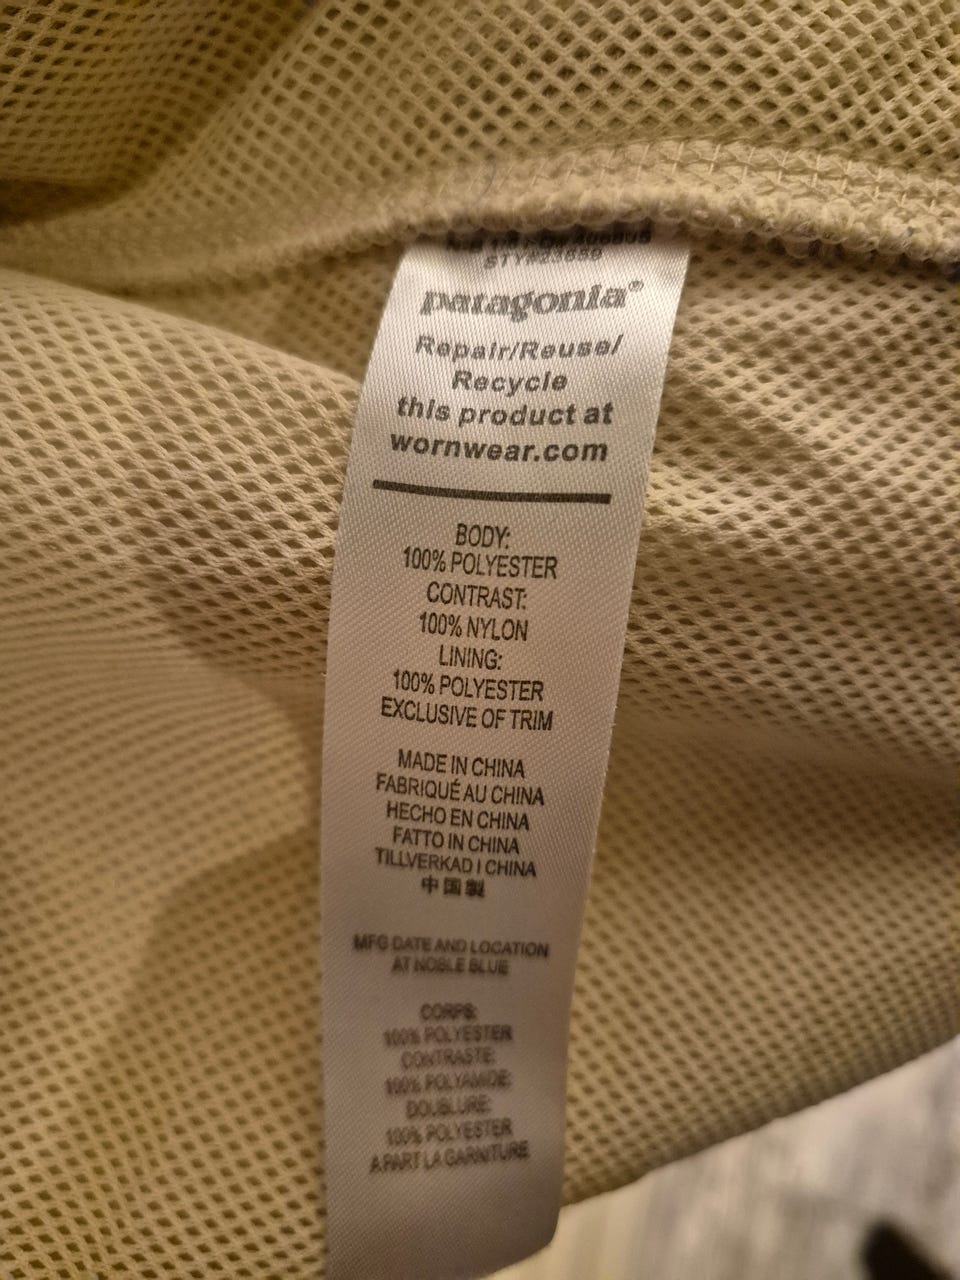 STY#23659
patagonia®
Repair/Reuse/
Recycle
this product at
wornwear.com
BODY:
100% POLYESTER
CONTRAST:
100% NYLON
LINING:
100% POLYESTER
EXCLUSIVE OF TRIM
MADE IN CHINA
FABRIQUÉ AU CHINA
HECHO EN CHINA
FATTO IN CHINA
TILLVERKAD I CHINA
中国製
MFG DATE AND LOCATION
AT NOBLE BLUE
CORPS:
100% POLYESTER
CONTRASTE:
100% POLYAMIDE:
DOUBLURE:
100% POLYESTER
A PART LA GARNITURE